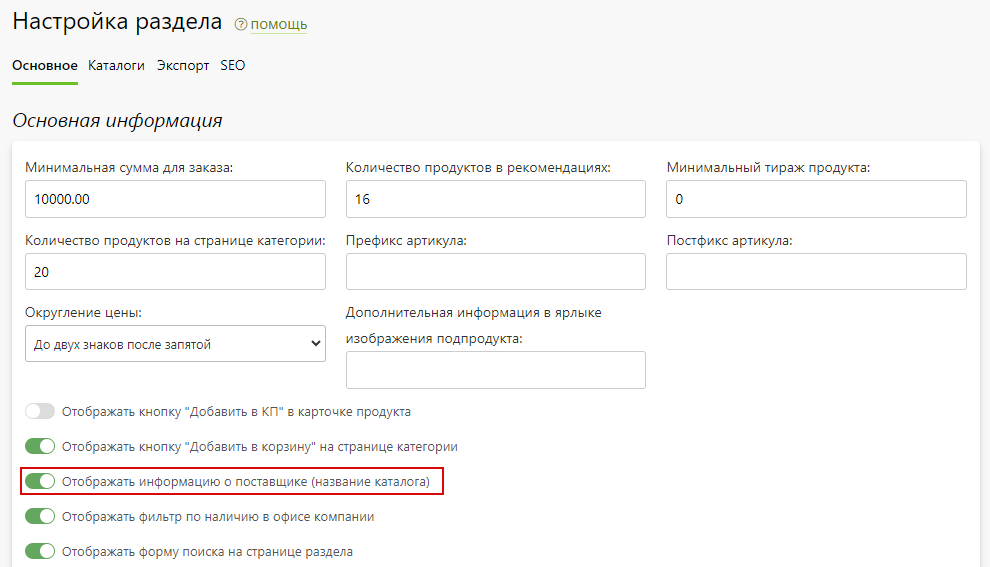 Настройка раздела ? помощь
Основное Каталоги Экспорт SEO
Основная информация
Минимальная сумма для заказа: Количество продуктов в рекомендациях: Минимальный тираж продукта:
10000.00 16 0
Количество продуктов на странице категории: Префикс артикула: Постфикс артикула:
20
Округление цены: Дополнительная информация в ярлыке
изображения подпродукта:
До двух знаков после запятой
Отображать кнопку "Добавить в КП" в карточке продукта
Отображать кнопку "Добавить в корзину" на странице категории
Отображать информацию о поставщике (название каталога)
Отображать фильтр по наличию в офисе компании
Отображать форму поиска на странице раздела